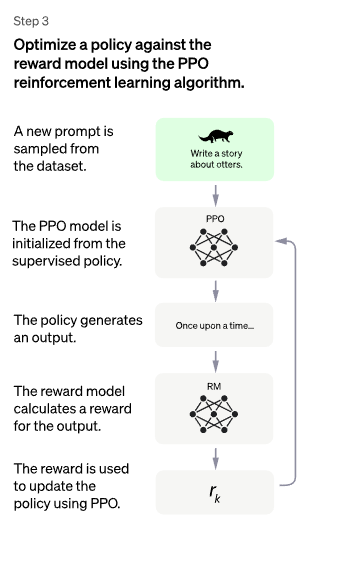 Step 3
Optimize a policy against the
reward model using the PPO
reinforcement learning algorithm.
A new prompt is
sampled from
the dataset.
Write a story
about otters.
The PPO model is
initialized from the
supervised policy.
PPO
The policy generates
an output.
Once upon a time...
The reward model
calculates a reward
for the output.
RM
The reward is used
to update the
policy using PPO.
rₖ